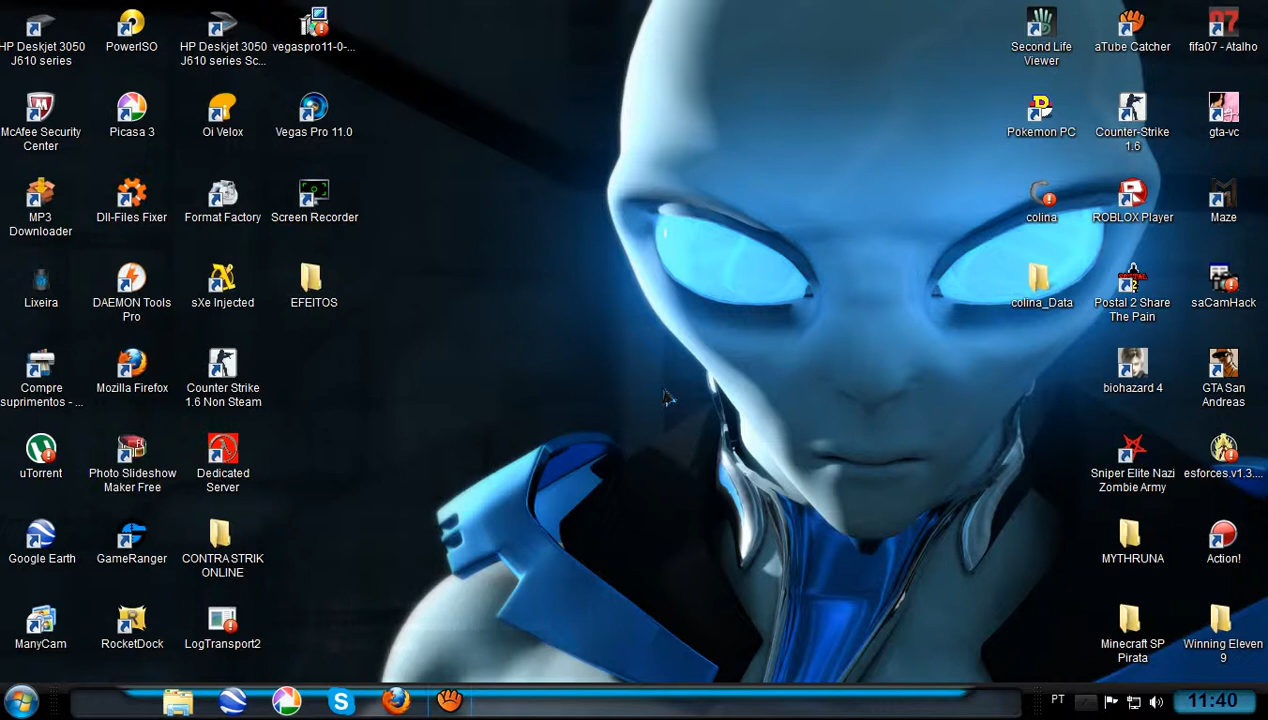 HP Deskjet 3050
J610 series
PowerISO
HP Deskjet 3050
J610 series Sc...
vegaspro11-0-...
McAfee Security
Center
Picasa 3
Oi Velox
Vegas Pro 11.0
MP3
Downloader
Dll-Files Fixer
Format Factory
Screen Recorder
Lixeira
DAEMON Tools
Pro
sXe Injected
EFEITOS
Compre
suprimentos - ...
Mozilla Firefox
Counter Strike
1.6 Non Steam
uTorrent
Photo Slideshow
Maker Free
Dedicated
Server
Google Earth
GameRanger
CONTRA STRIK
ONLINE
ManyCam
RocketDock
LogTransport2
Second Life
Viewer
aTube Catcher
07
fifa07 - Atalho
Pokemon PC
Counter-Strike
1.6
gta-vc
colina
ROBLOX Player
Maze
colina_Data
Postal 2 Share
The Pain
saCamHack
biohazard 4
GTA San
Andreas
Sniper Elite Nazi
Zombie Army
esforces.v1.3....
MYTHRUNA
Action!
Minecraft SP
Pirata
Winning Eleven
9
PT
11:40